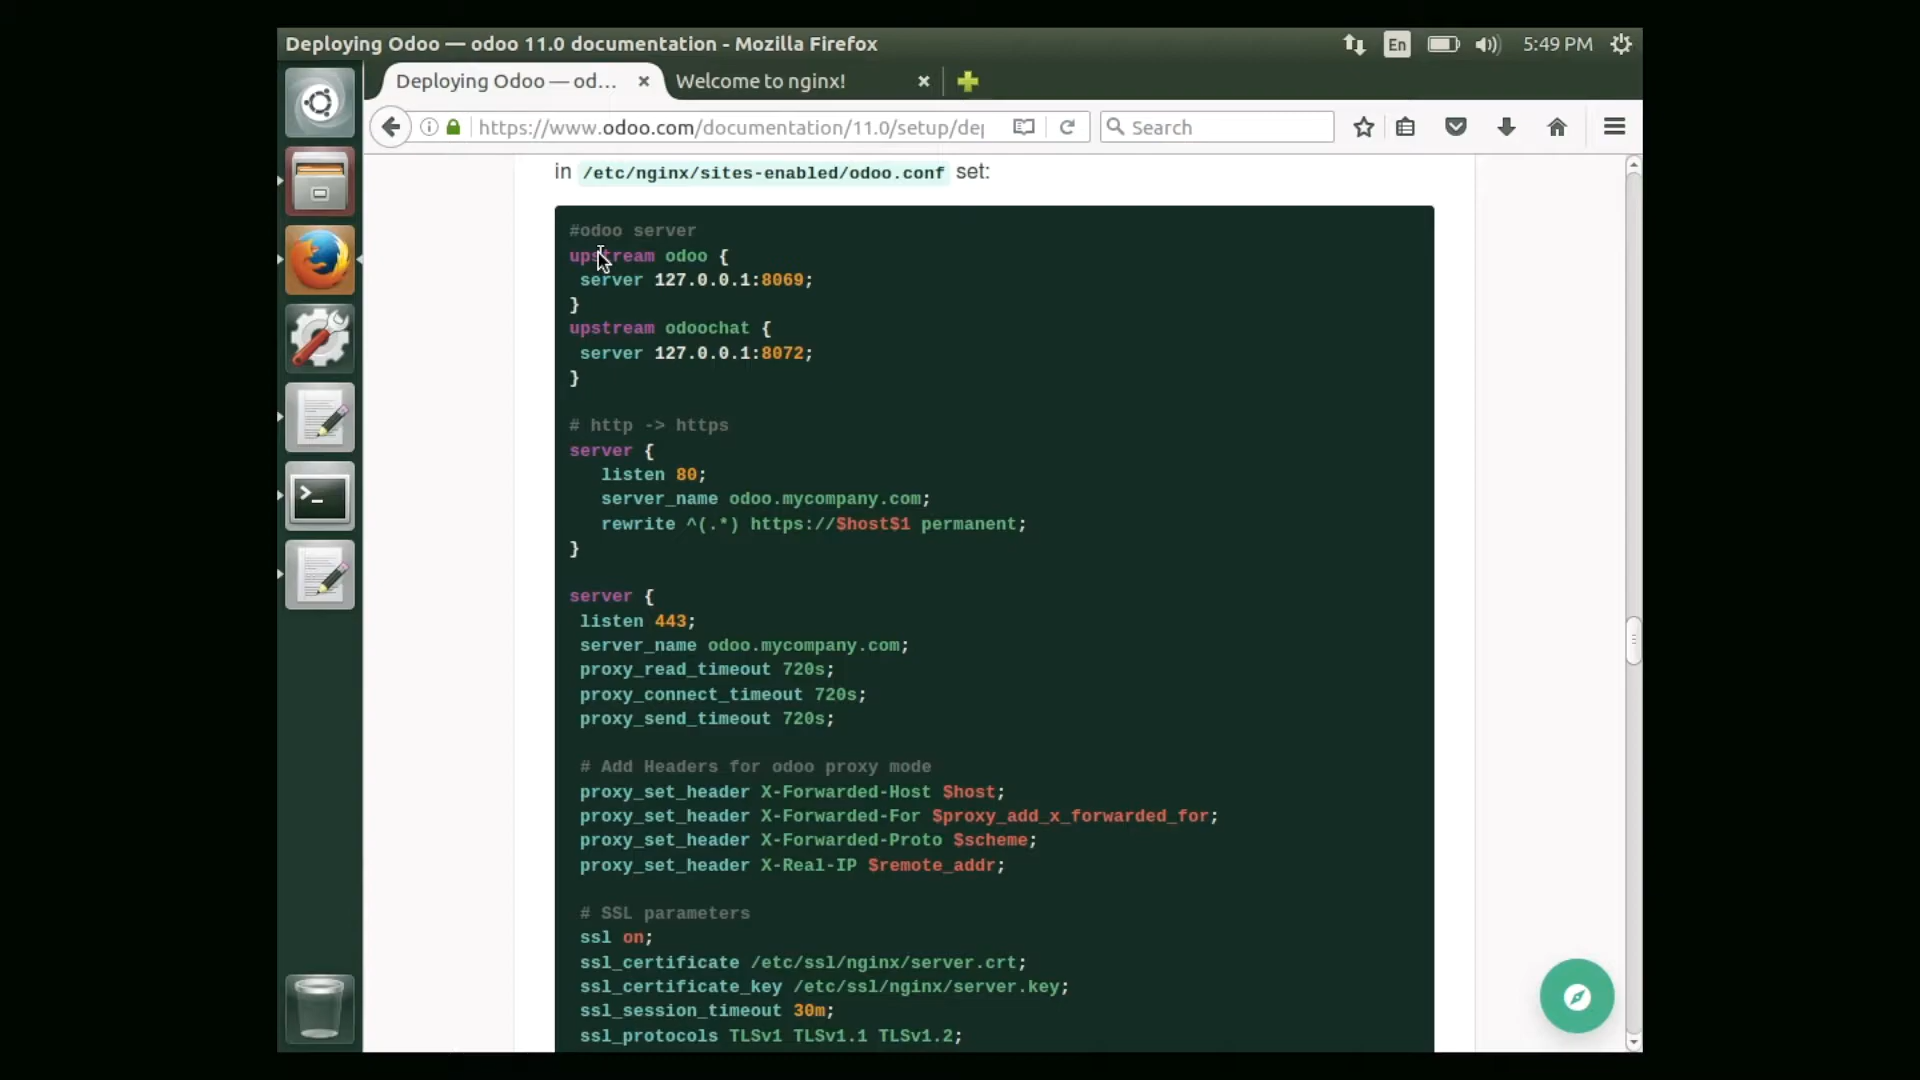 Deploying Odoo — odoo 11.0 documentation - Mozilla Firefox
En
5:49 PM
Deploying Odoo — od...
Welcome to nginx!
https://www.odoo.com/documentation/11.0/setup/dep
Search
in /etc/nginx/sites-enabled/odoo.conf set:
#odoo server
upstream odoo {
server 127.0.0.1:8069;
}
upstream odoochat {
server 127.0.0.1:8072;
}
# http -> https
server {
listen 80;
server_name odoo.mycompany.com;
rewrite ^(.*) https://$host$1 permanent;
}
server {
listen 443;
server_name odoo.mycompany.com;
proxy_read_timeout 720s;
proxy_connect_timeout 720s;
proxy_send_timeout 720s;
# Add Headers for odoo proxy mode
proxy_set_header X-Forwarded-Host $host;
proxy_set_header X-Forwarded-For $proxy_add_x_forwarded_for;
proxy_set_header X-Forwarded-Proto $scheme;
proxy_set_header X-Real-IP $remote_addr;
# SSL parameters
ssl on;
ssl_certificate /etc/ssl/nginx/server.crt;
ssl_certificate_key /etc/ssl/nginx/server.key;
ssl_session_timeout 30m;
ssl_protocols TLSv1 TLSv1.1 TLSv1.2;